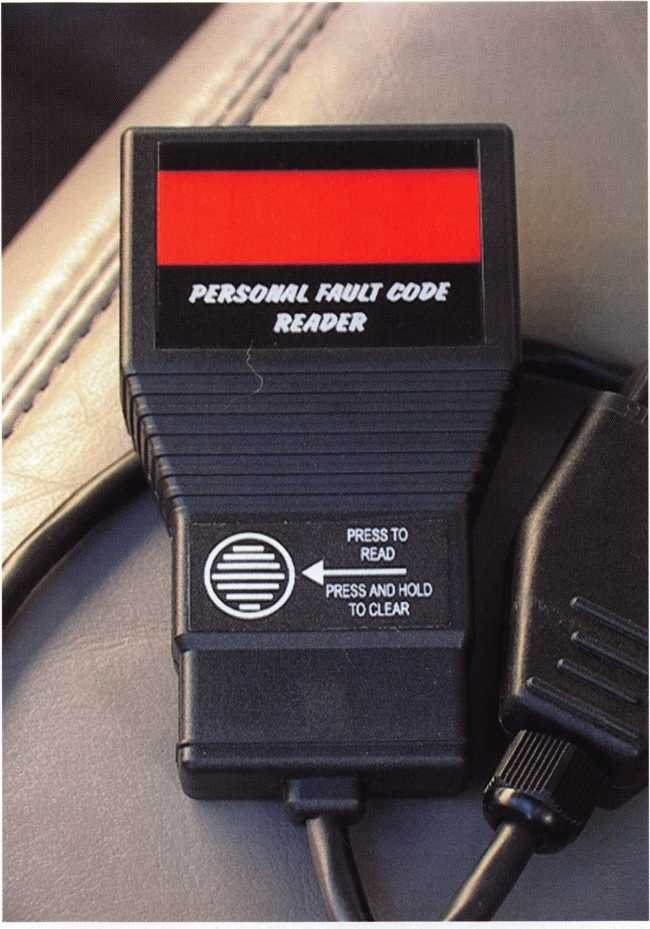 PERSONAL FAULT CODE
READER
PRESS TO
READ
PRESS AND HOLD
TO CLEAR